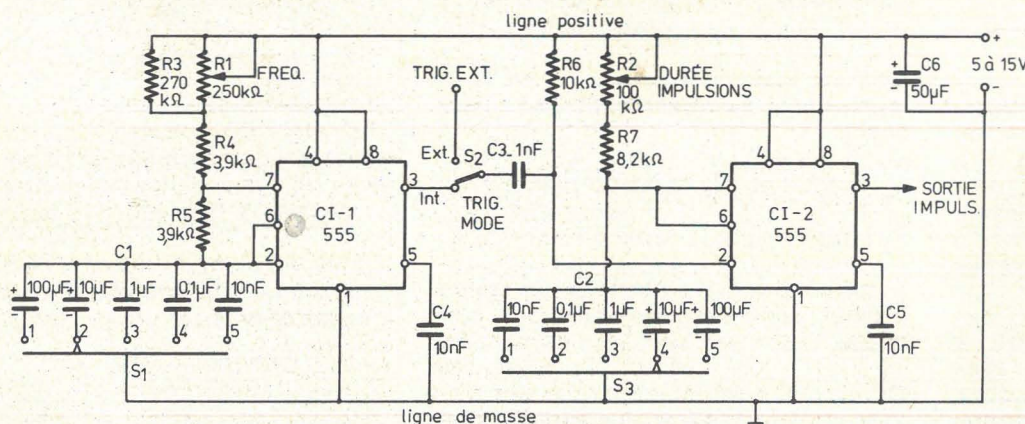 ligne positive
R3
270
kΩ
R1
250kΩ
FREQ.
R4
3,9kΩ
R5
3,9kΩ
4
8
7
6
2
3
5
1
CI-1
555
TRIG. EXT.
Ext.
S2
Int.
TRIG.
MODE
C3_1nF
R6
10kΩ
R2
100
kΩ
DURÉE
IMPULSIONS
R7
8,2kΩ
4
8
7
6
2
3
5
1
CI-2
555
SORTIE
IMPULS.
C6
50µF
+
-
+
-
5 à 15V
C1
+
-
100µF
+
-
10µF
1µF
0,1µF
10nF
1
2
3
4
5
S1
C4
10nF
C2
10nF
0,1µF
1µF
+
-
10µF
+
-
100µF
1
2
3
4
5
S3
C5
10nF
ligne de masse